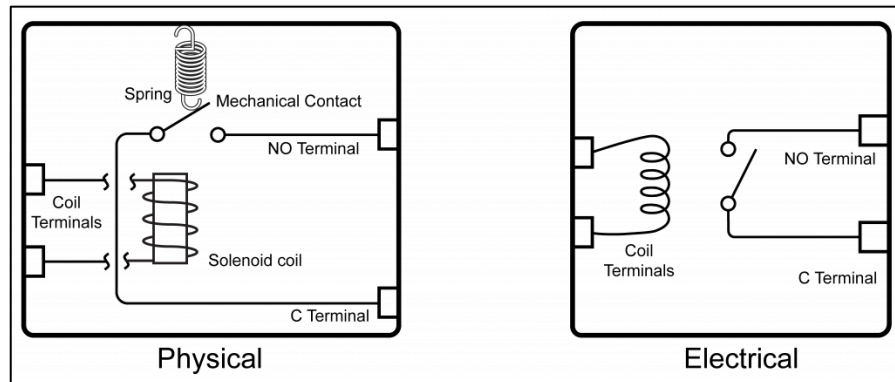 Spring
Mechanical Contact
NO Terminal
Coil
Terminals
Solenoid coil
C Terminal
Physical
NO Terminal
Coil
Terminals
C Terminal
Electrical